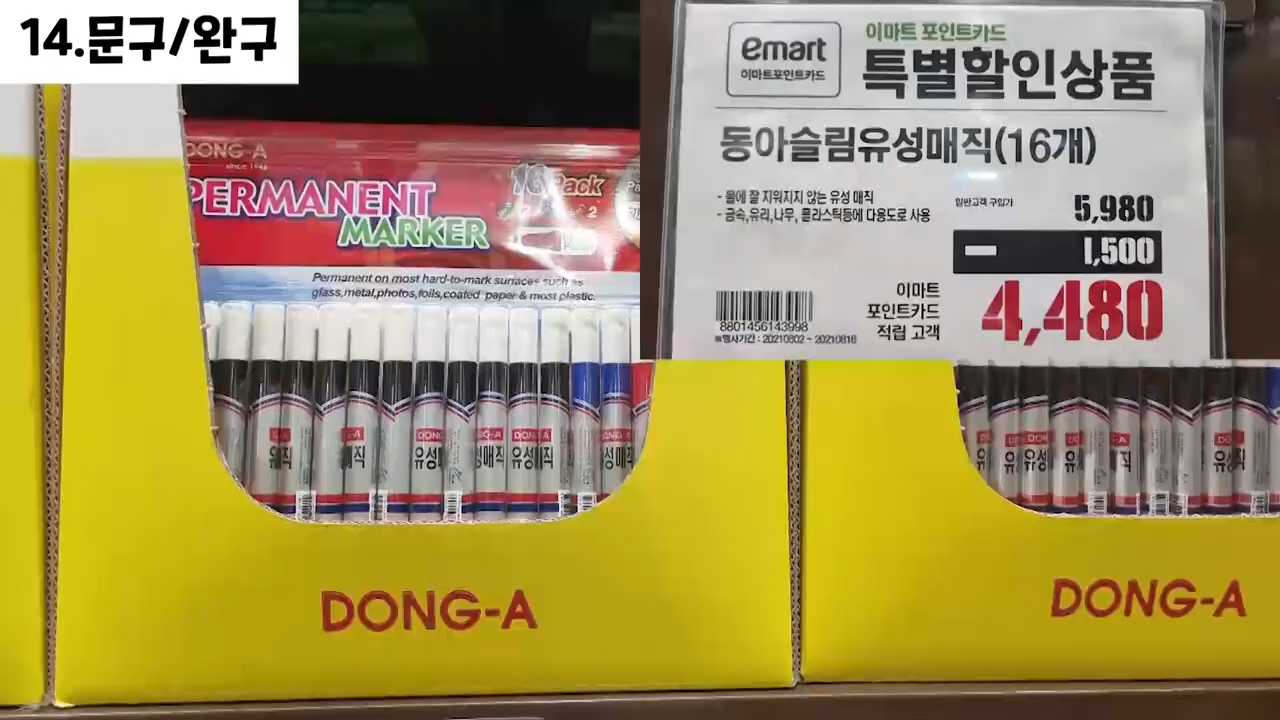 14.문구/완구
DONG-A
since 1946
PERMANENT
MARKER
Pack
Permanent on most hard-to-mark surfaces such as
glass,metal,photos,foils,coated paper & most plastic.
DONG-A
DONG-A
emart
이마트포인트카드
이마트 포인트카드
특별할인상품
동아슬림유성매직(16개)
- 물에 잘 지워지지 않는 유성 매직
- 금속,유리,나무, 플라스틱등에 다용도로 사용
일반고객 구입가
5,980
- 1,500
이마트
포인트카드
적립 고객
4,480
8801456143998
※행사기간 : 20210802 ~ 20210818